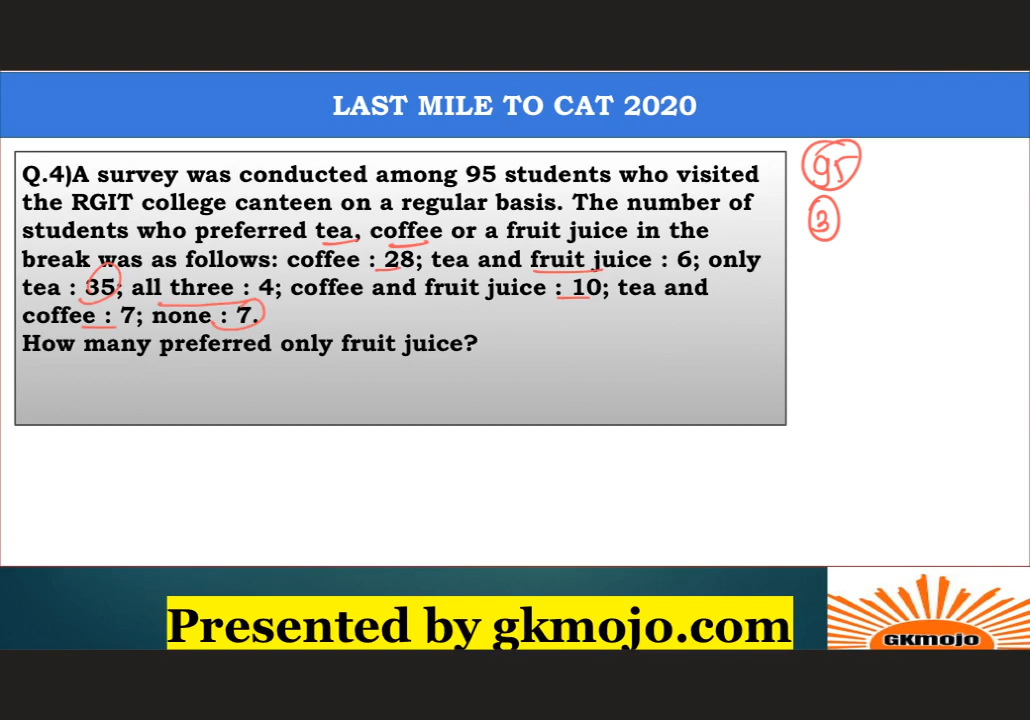 LAST MILE TO CAT 2020
Q.4)A survey was conducted among 95 students who visited
the RGIT college canteen on a regular basis. The number of
students who preferred tea, coffee or a fruit juice in the
break was as follows: coffee : 28; tea and fruit juice : 6; only
tea : 35; all three : 4; coffee and fruit juice : 10; tea and
coffee : 7; none : 7.
How many preferred only fruit juice?
95
3
Presented by gkmojo.com
GKmojo